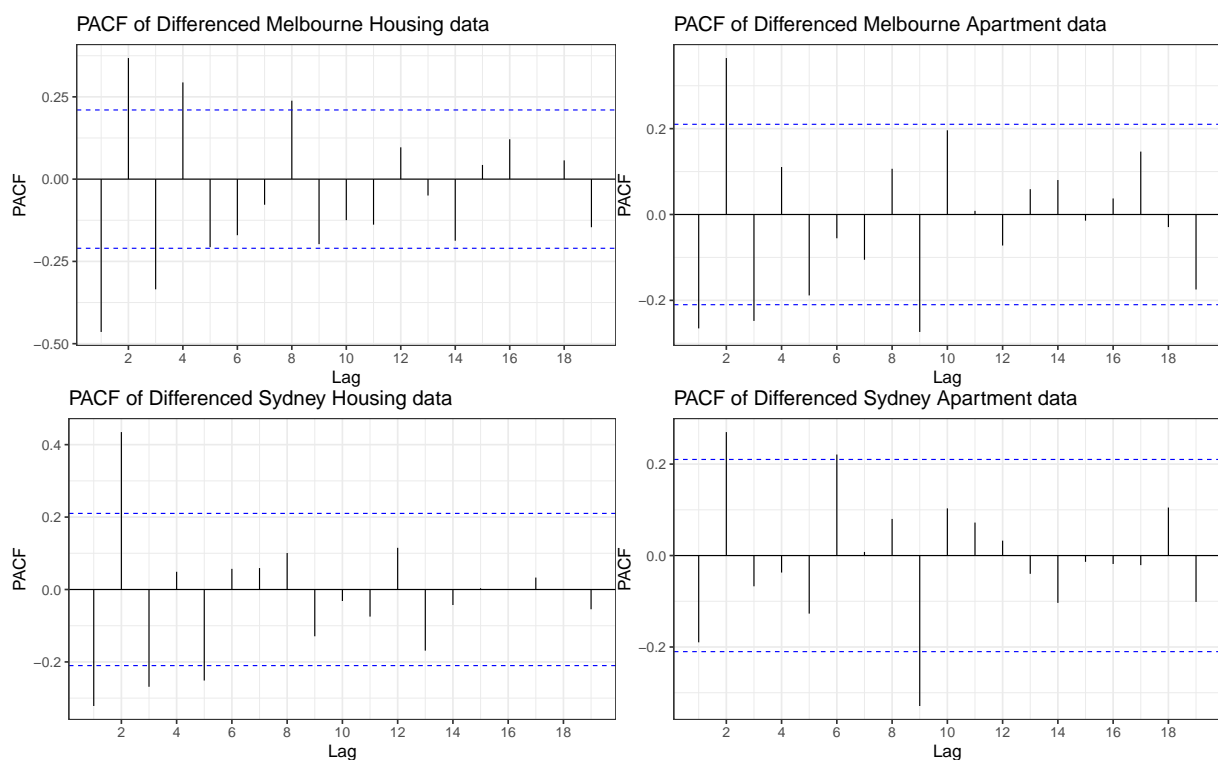 PACF of Differenced Melbourne Housing data
0.25
0.00
−0.25
−0.50
PACF
2 4 6 8 10 12 14 16 18
Lag
PACF of Differenced Melbourne Apartment data
0.2
0.0
−0.2
PACF
2 4 6 8 10 12 14 16 18
Lag
PACF of Differenced Sydney Housing data
0.4
0.2
0.0
−0.2
PACF
2 4 6 8 10 12 14 16 18
Lag
PACF of Differenced Sydney Apartment data
0.2
0.0
−0.2
PACF
2 4 6 8 10 12 14 16 18
Lag